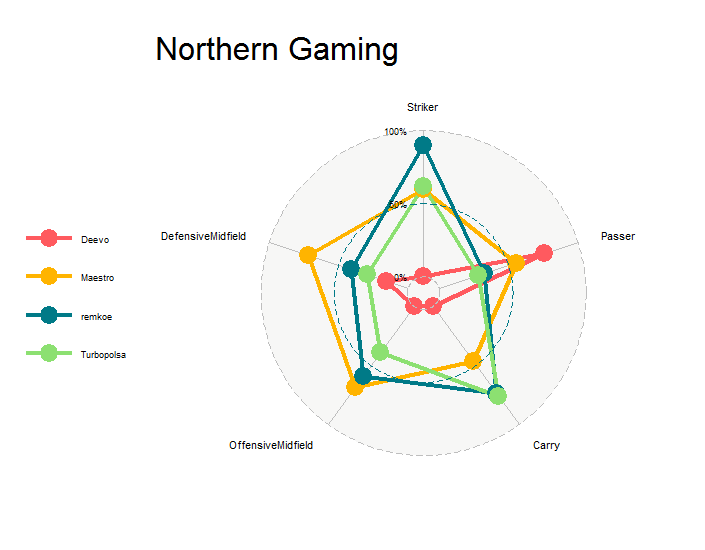 Northern Gaming
Striker
100%
50%
0%
Passer
DefensiveMidfield
Deevo
Maestro
remkoe
Turbopolsa
OffensiveMidfield
Carry